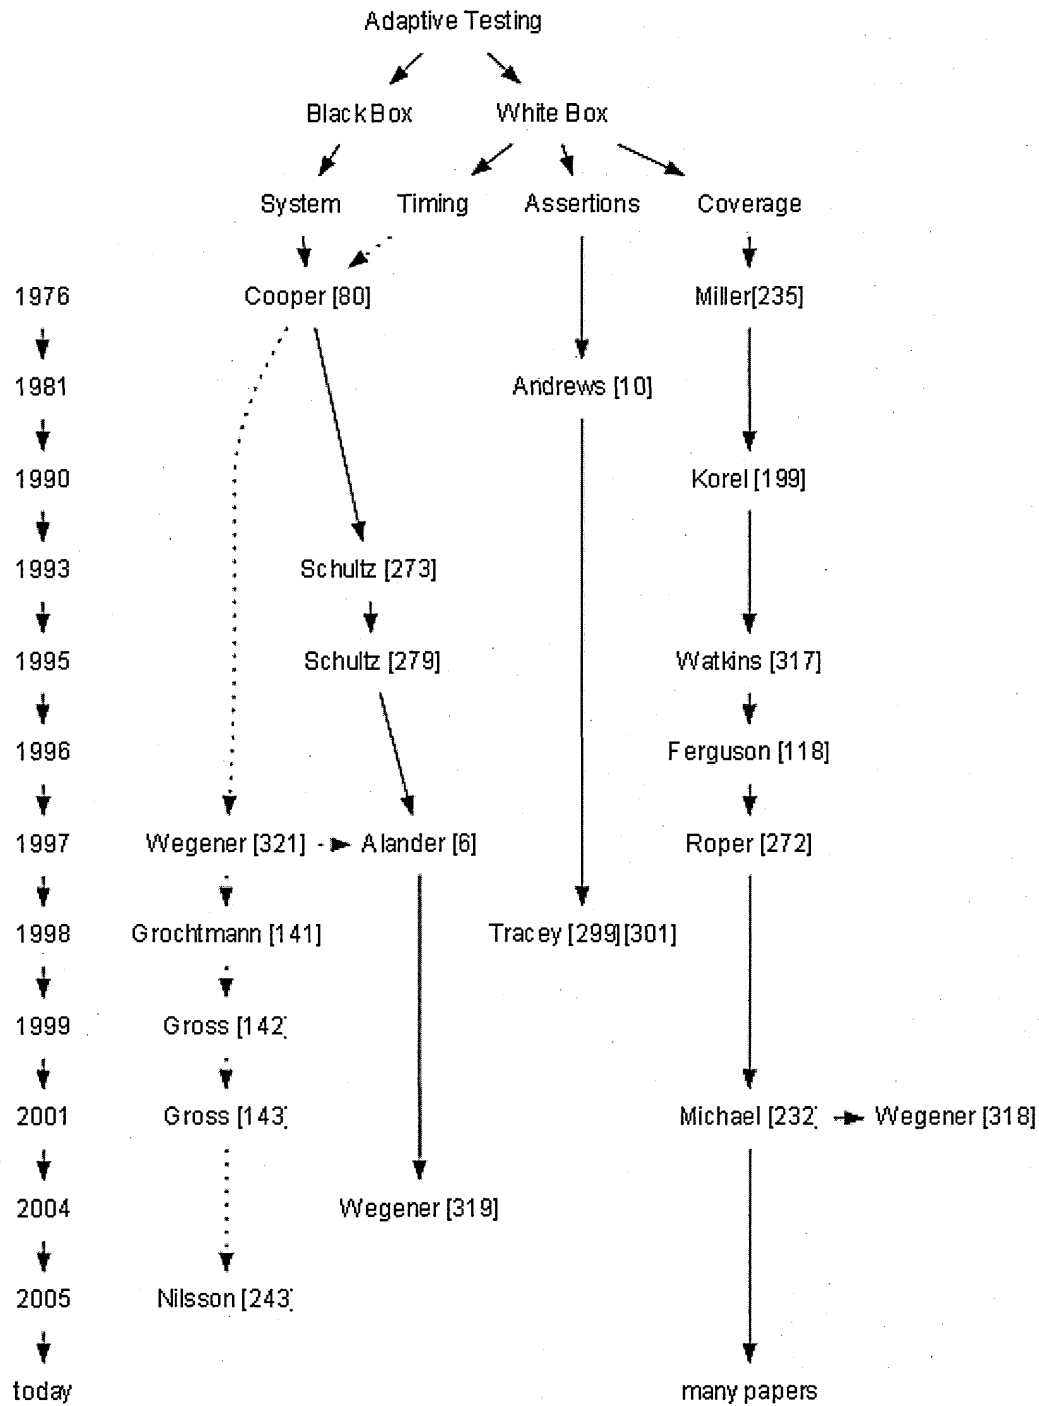 Adaptive Testing
Black Box White Box
System Timing Assertions Coverage
1976 Cooper [80] Miller[235]
1981 Andrews [10]
1990 Korel [199]
1993 Schultz [273]
1995 Schultz [279] Watkins [317]
1996 Ferguson [118]
1997 Wegener [321] Alander [6] Roper [272]
1998 Grochtmann [141] Tracey [299][301]
1999 Gross [142]
2001 Gross [143] Michael [232] Wegener [318]
2004 Wegener [319]
2005 Nilsson [243]
today many papers